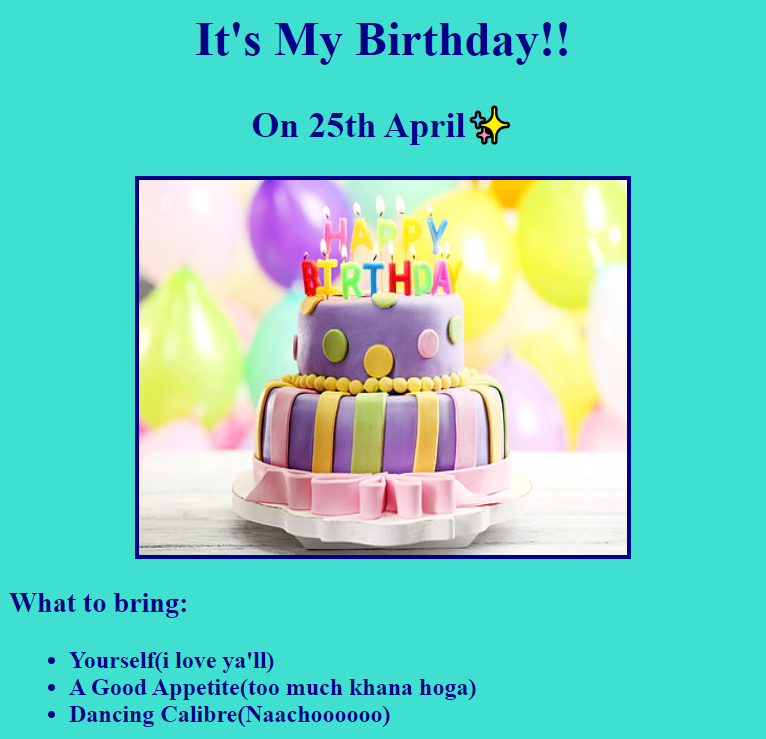 It's My Birthday!!
On 25th April✨
HAPPY
BIRTHDAY
What to bring:
Yourself(i love ya'll)
A Good Appetite(too much khana hoga)
Dancing Calibre(Naachoooooo)